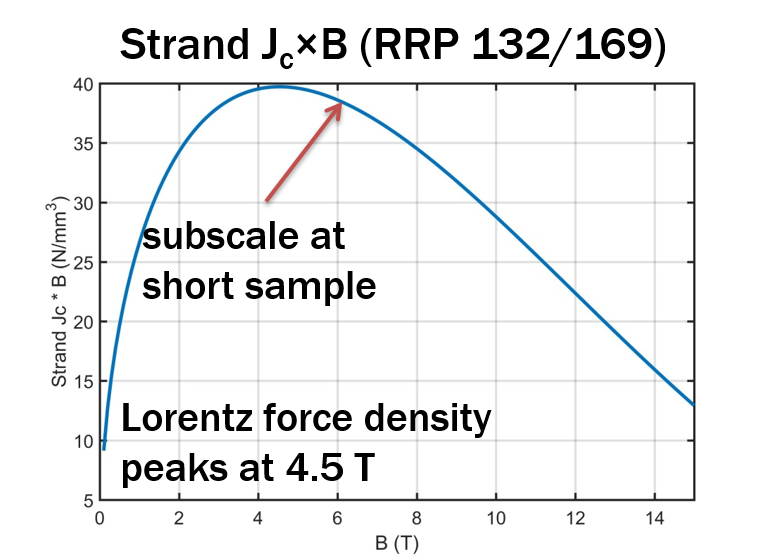 Strand Jc×B (RRP 132/169)
40
35
30
25
20
15
10
5
Strand Jc * B (N/mm3)
subscale at
short sample
Lorentz force density
peaks at 4.5 T
0 2 4 6 8 10 12 14
B (T)